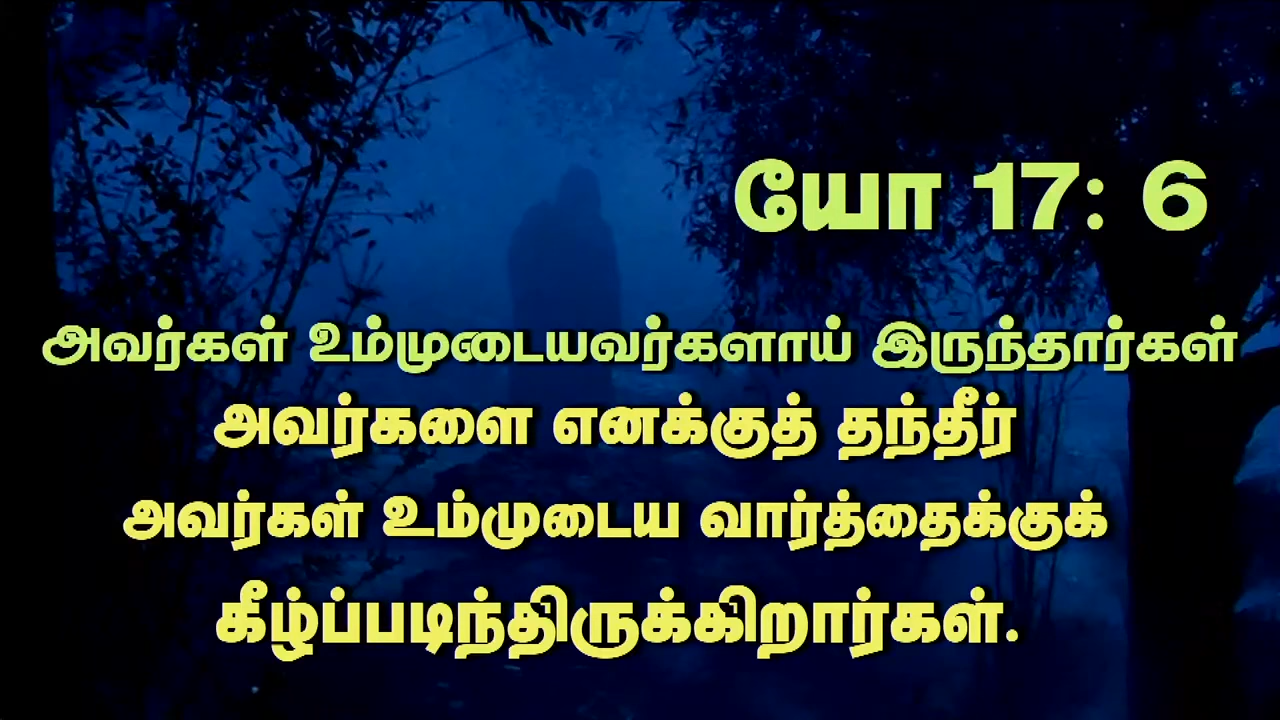 யோ 17: 6
அவர்கள் உம்முடையவர்களாய் இருந்தார்கள்
அவர்களை எனக்குத் தந்தீர்
அவர்கள் உம்முடைய வார்த்தைக்குக்
கீழ்ப்படிந்திருக்கிறார்கள்.